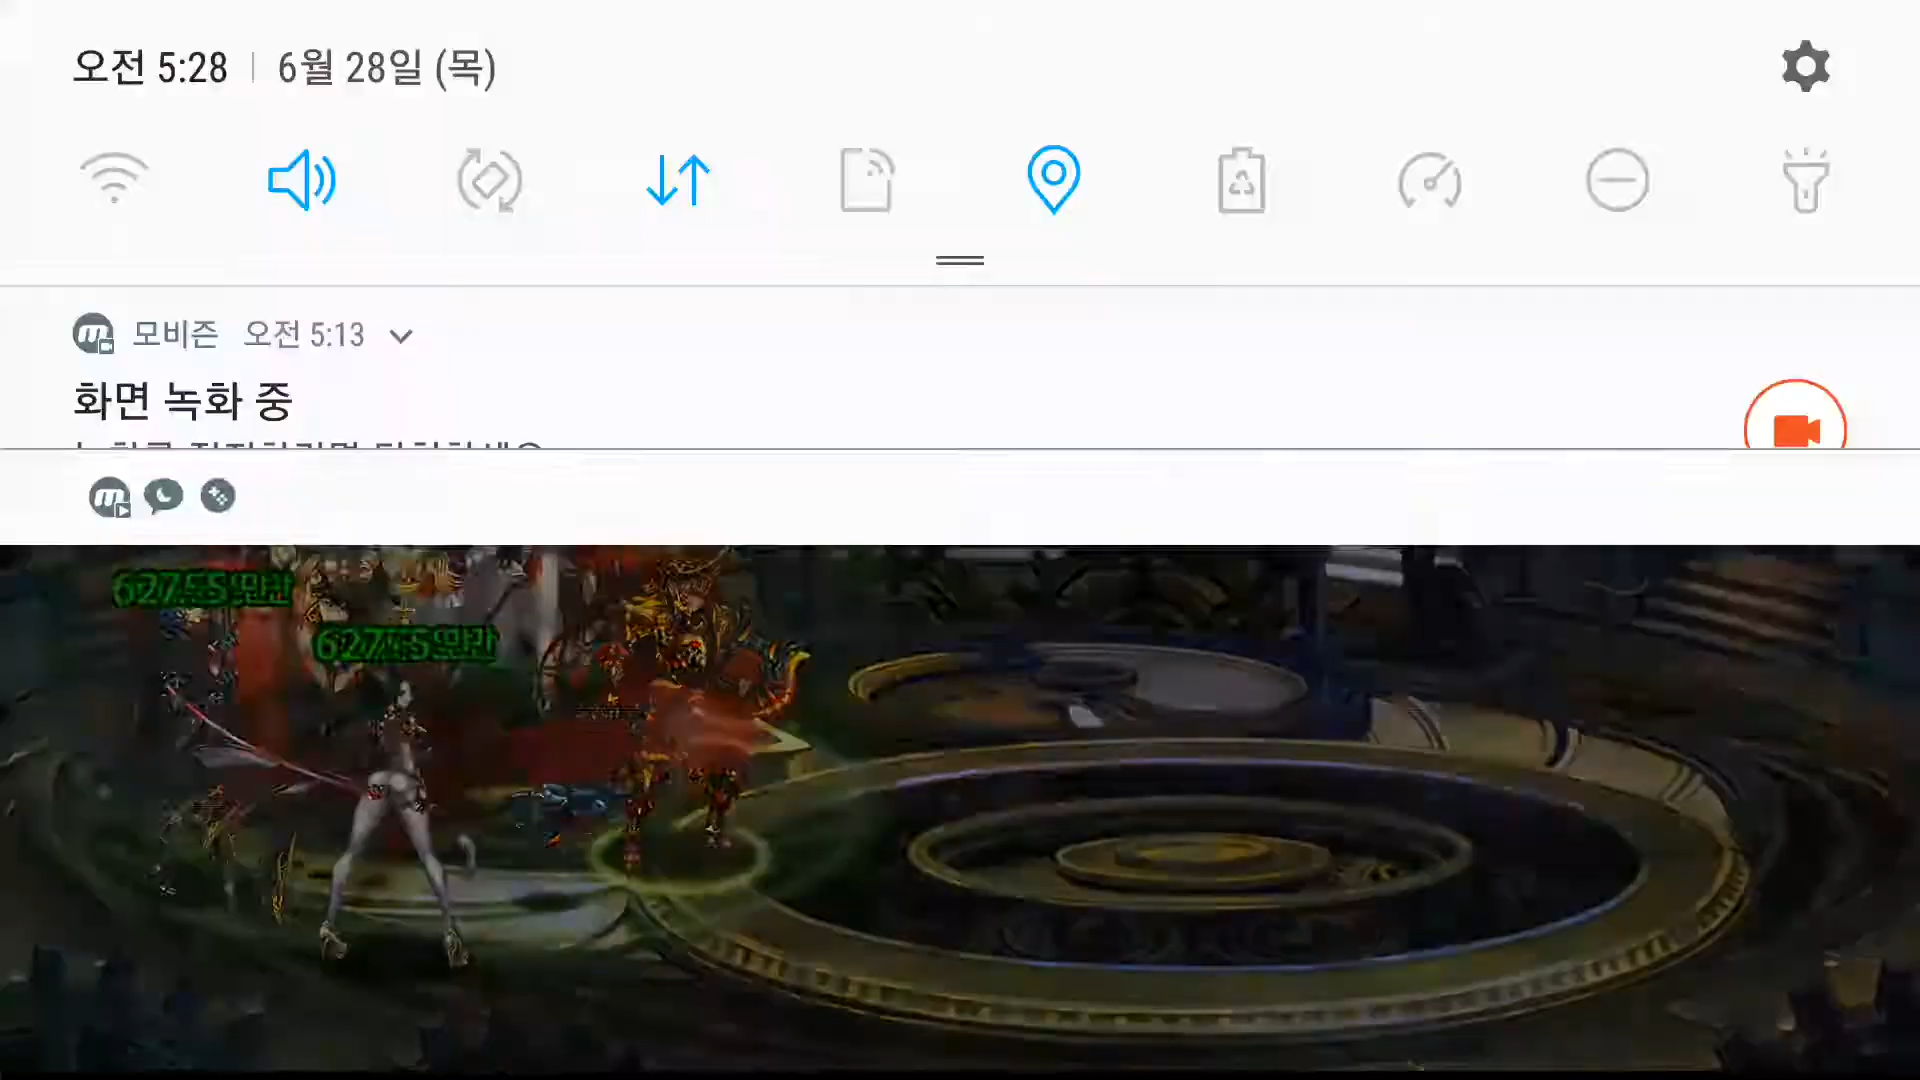 오전 5:28 | 6월 28일 (목)
모비즌 오전 5:13
화면 녹화 중